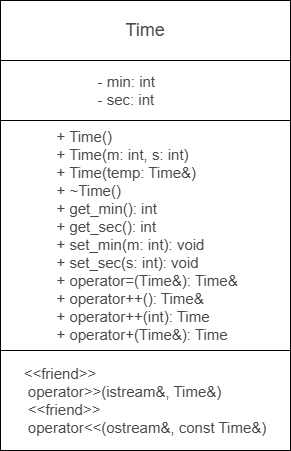 Time
- min: int
- sec: int
+ Time()
+ Time(m: int, s: int)
+ Time(temp: Time&)
+ ~Time()
+ get_min(): int
+ get_sec(): int
+ set_min(m: int): void
+ set_sec(s: int): void
+ operator=(Time&): Time&
+ operator++(): Time&
+ operator++(int): Time
+ operator+(Time&): Time
<<friend>>
operator>>(istream&, Time&)
<<friend>>
operator<<(ostream&, const Time&)